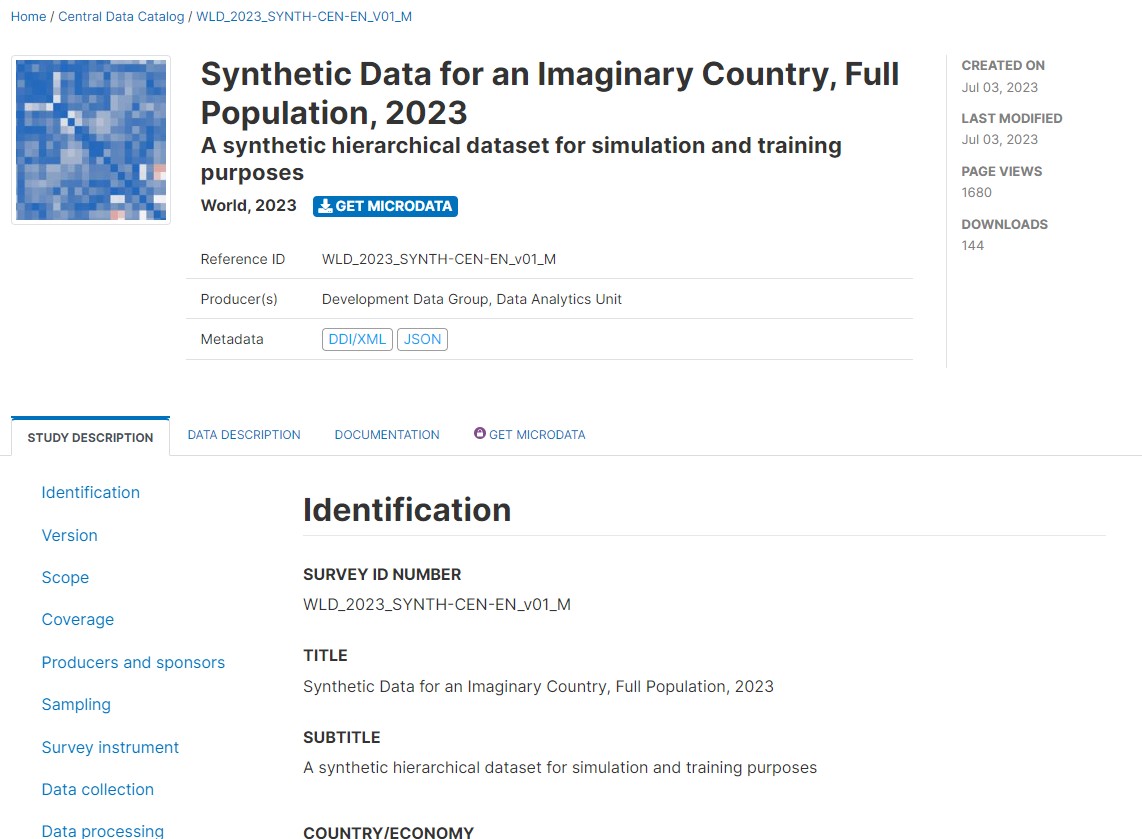 Home / Central Data Catalog / WLD_2023_SYNTH-CEN-EN_V01_M
Synthetic Data for an Imaginary Country, Full
Population, 2023
A synthetic hierarchical dataset for simulation and training
purposes
World, 2023 GET MICRODATA
Reference ID WLD_2023_SYNTH-CEN-EN_v01_M
Producer(s) Development Data Group, Data Analytics Unit
Metadata DDI/XML JSON
CREATED ON
Jul 03, 2023
LAST MODIFIED
Jul 03, 2023
PAGE VIEWS
1680
DOWNLOADS
144
STUDY DESCRIPTION DATA DESCRIPTION DOCUMENTATION GET MICRODATA
Identification
Version
Scope
Coverage
Producers and sponsors
Sampling
Survey instrument
Data collection
Data processing
Identification
SURVEY ID NUMBER
WLD_2023_SYNTH-CEN-EN_v01_M
TITLE
Synthetic Data for an Imaginary Country, Full Population, 2023
SUBTITLE
A synthetic hierarchical dataset for simulation and training purposes
COUNTRY/ECONOMY